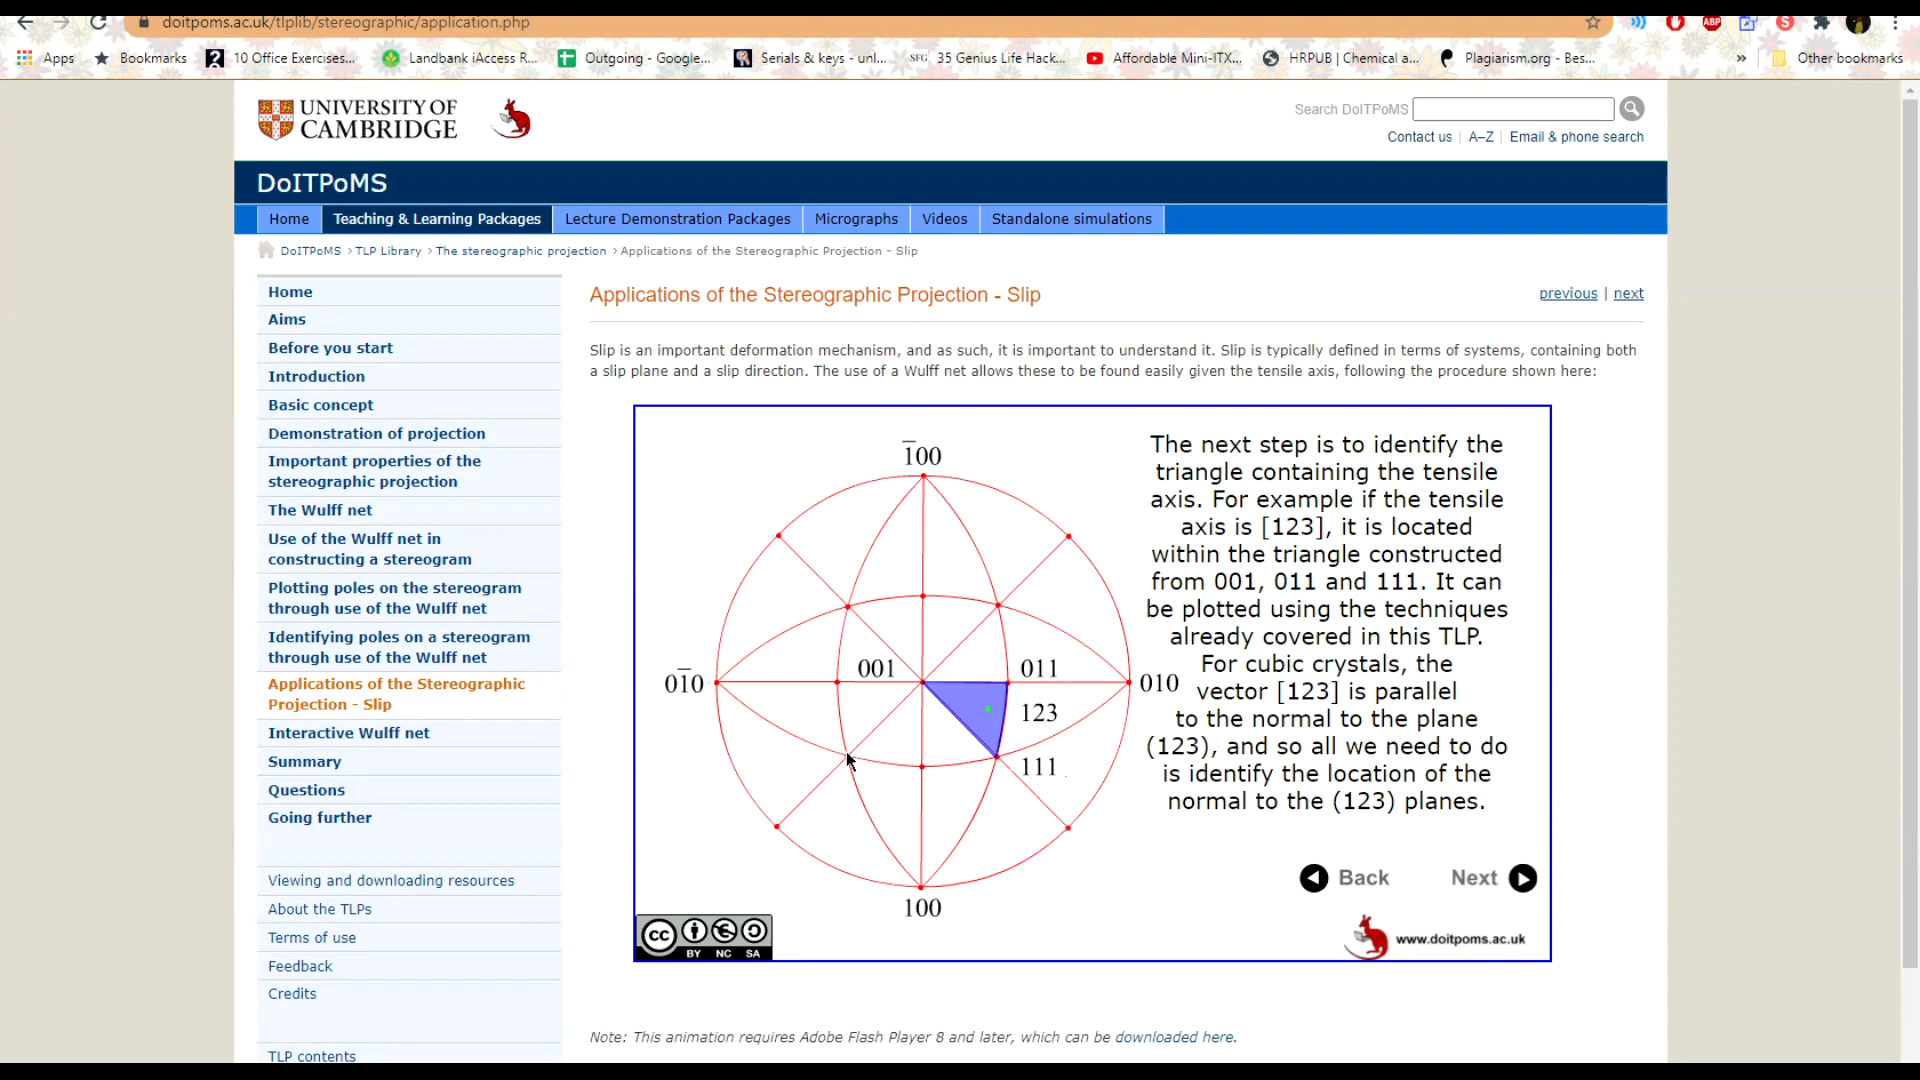 doitpoms.ac.uk/tlplib/stereographic/application.php
Apps Bookmarks 10 Office Exercises... Landbank iAccess R... Outgoing - Google... Serials & keys - unl... SFG 35 Genius Life Hack... Affordable Mini-ITX... HRPUB | Chemical a... Plagiarism.org - Bes... » Other bookmarks
UNIVERSITY OF
CAMBRIDGE
Search DoITPoMS
Contact us | A–Z | Email & phone search
DoITPoMS
Home Teaching & Learning Packages Lecture Demonstration Packages Micrographs Videos Standalone simulations
DoITPoMS > TLP Library > The stereographic projection > Applications of the Stereographic Projection - Slip
Home
Aims
Before you start
Introduction
Basic concept
Demonstration of projection
Important properties of the
stereographic projection
The Wulff net
Use of the Wulff net in
constructing a stereogram
Plotting poles on the stereogram
through use of the Wulff net
Identifying poles on a stereogram
through use of the Wulff net
Applications of the Stereographic
Projection - Slip
Interactive Wulff net
Summary
Questions
Going further
Viewing and downloading resources
About the TLPs
Terms of use
Feedback
Credits
TLP contents
Applications of the Stereographic Projection - Slip
previous | next
Slip is an important deformation mechanism, and as such, it is important to understand it. Slip is typically defined in terms of systems, containing both
a slip plane and a slip direction. The use of a Wulff net allows these to be found easily given the tensile axis, following the procedure shown here:
1̅00
001 011
01̅0 010
123
111
100
The next step is to identify the
triangle containing the tensile
axis. For example if the tensile
axis is [123], it is located
within the triangle constructed
from 001, 011 and 111. It can
be plotted using the techniques
already covered in this TLP.
For cubic crystals, the
vector [123] is parallel
to the normal to the plane
(123), and so all we need to do
is identify the location of the
normal to the (123) planes.
Back Next
cc BY NC SA
www.doitpoms.ac.uk
Note: This animation requires Adobe Flash Player 8 and later, which can be downloaded here.